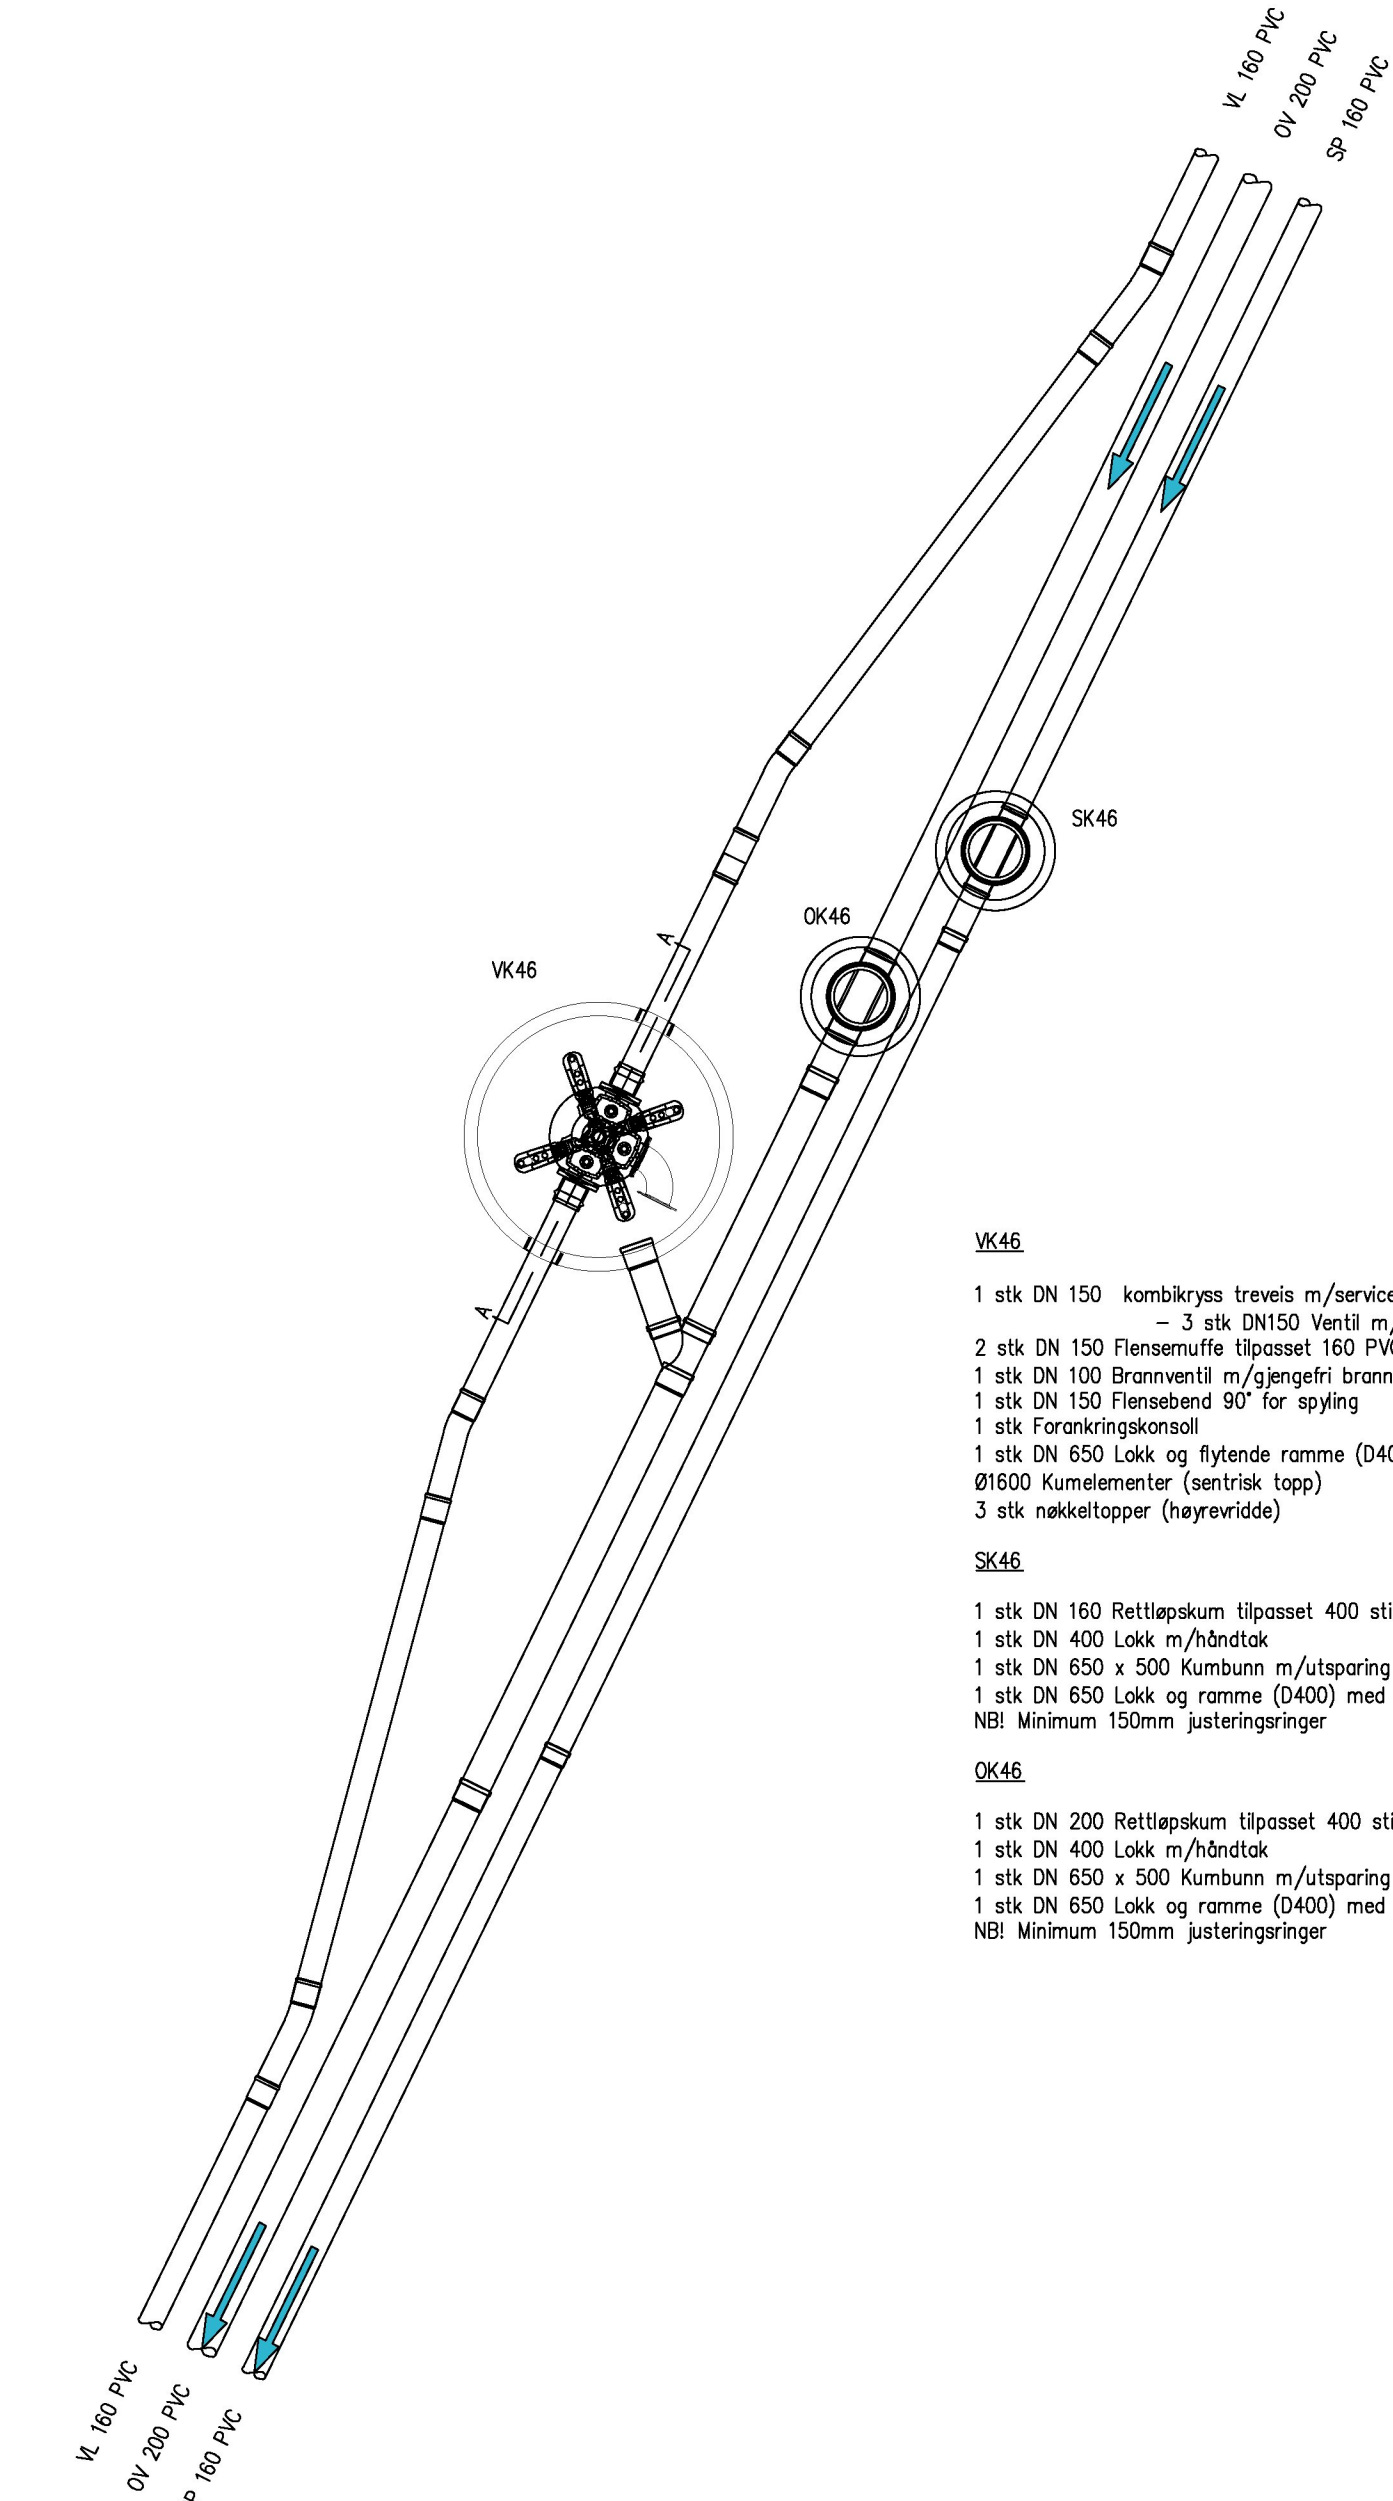 VL 160 PVC
OV 200 PVC
SP 160 PVC
SK46
OK46
A
VK46
A
VK46
1 stk DN 150 kombikryss treveis m/service
– 3 stk DN150 Ventil m/
2 stk DN 150 Flensemuffe tilpasset 160 PVC
1 stk DN 100 Brannventil m/gjengefri brann
1 stk DN 150 Flensebend 90° for spyling
1 stk Forankringskonsoll
1 stk DN 650 Lokk og flytende ramme (D40
Ø1600 Kumelementer (sentrisk topp)
3 stk nøkkeltopper (høyrevridde)
SK46
1 stk DN 160 Rettløpskum tilpasset 400 sti
1 stk DN 400 Lokk m/håndtak
1 stk DN 650 x 500 Kumbunn m/utsparing
1 stk DN 650 Lokk og ramme (D400) med
NB! Minimum 150mm justeringsringer
OK46
1 stk DN 200 Rettløpskum tilpasset 400 sti
1 stk DN 400 Lokk m/håndtak
1 stk DN 650 x 500 Kumbunn m/utsparing
1 stk DN 650 Lokk og ramme (D400) med
NB! Minimum 150mm justeringsringer
VL 160 PVC
OV 200 PVC
P 160 PVC